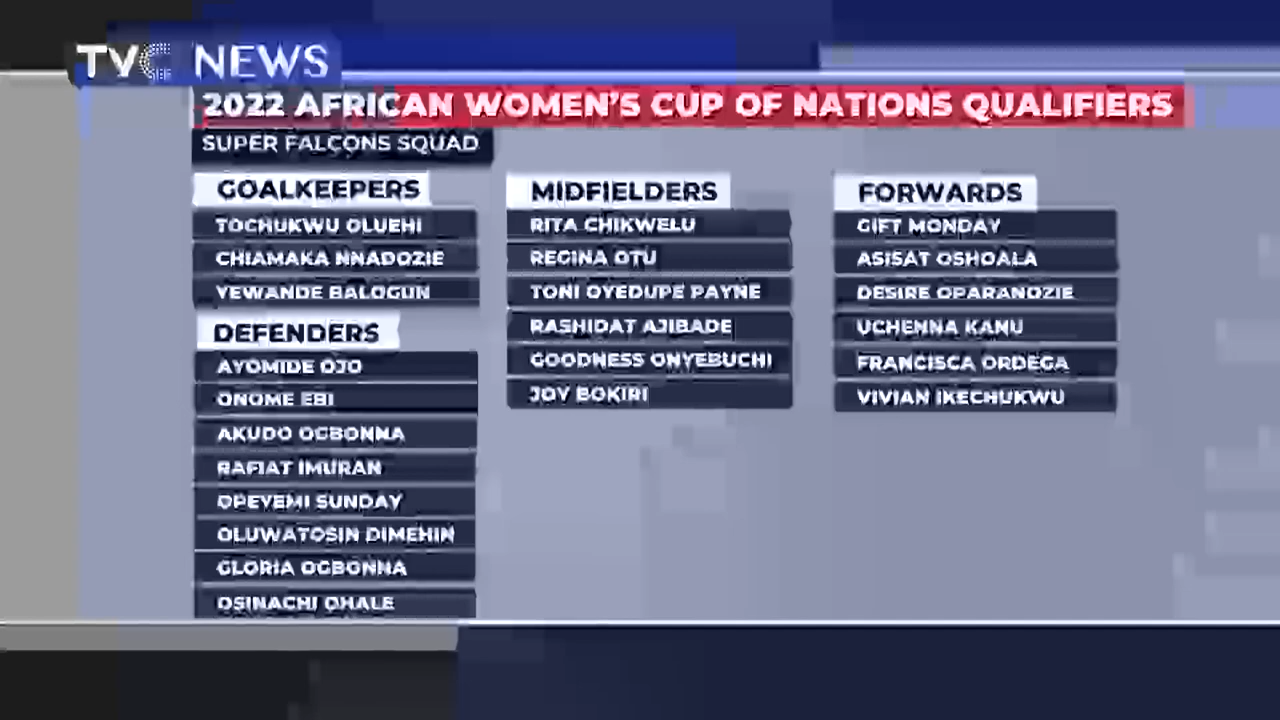 TVC NEWS
2022 AFRICAN WOMEN'S CUP OF NATIONS QUALIFIERS
SUPER FALCONS SQUAD
GOALKEEPERS
TOCHUKWU OLUEHI
CHIAMAKA NNADOZIE
YEWANDE BALOGUN
DEFENDERS
AYOMIDE OJO
ONOME EBI
AKUDO OGBONNA
RAFIAT IMURAN
OPEYEMI SUNDAY
OLUWATOSIN DIMEHIN
GLORIA OGBONNA
OSINACHI OHALE
MIDFIELDERS
RITA CHIKWELU
REGINA OTU
TONI OYEDUPE PAYNE
RASHIDAT AJIBADE
GOODNESS ONYEBUCHI
JOY BOKIRI
FORWARDS
GIFT MONDAY
ASISAT OSHOALA
DESIRE OPARANOZIE
UCHENNA KANU
FRANCISCA ORDEGA
VIVIAN IKECHUKWU